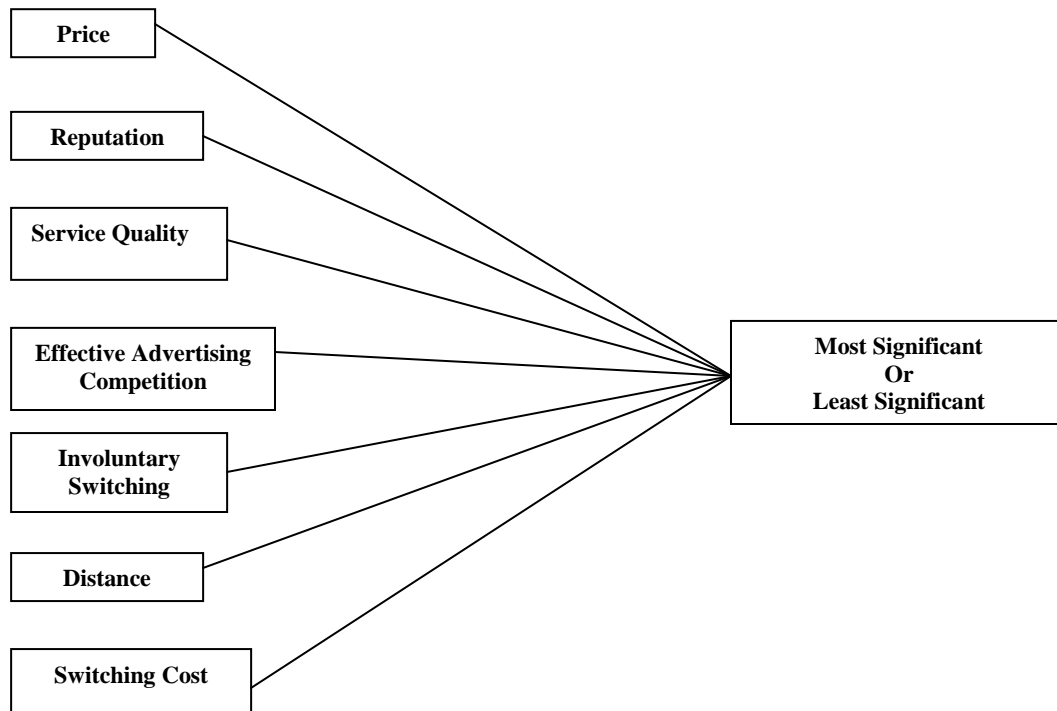 Price
Reputation
Service Quality
Effective Advertising
Competition
Involuntary
Switching
Distance
Switching Cost
Most Significant
Or
Least Significant